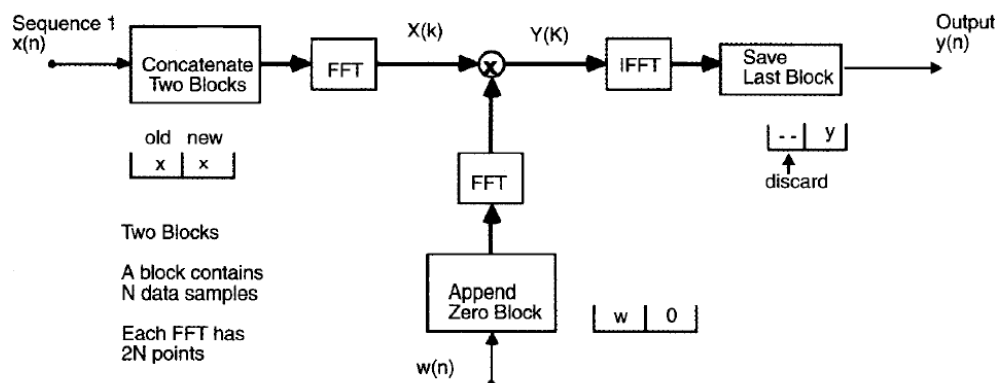 Sequence 1
x(n)
Concatenate
Two Blocks
FFT
X(k)
x
Y(K)
IFFT
Save
Last Block
Output
y(n)
old new
x x
- - y
discard
FFT
Two Blocks
A block contains
N data samples
Each FFT has
2N points
Append
Zero Block
w 0
w(n)